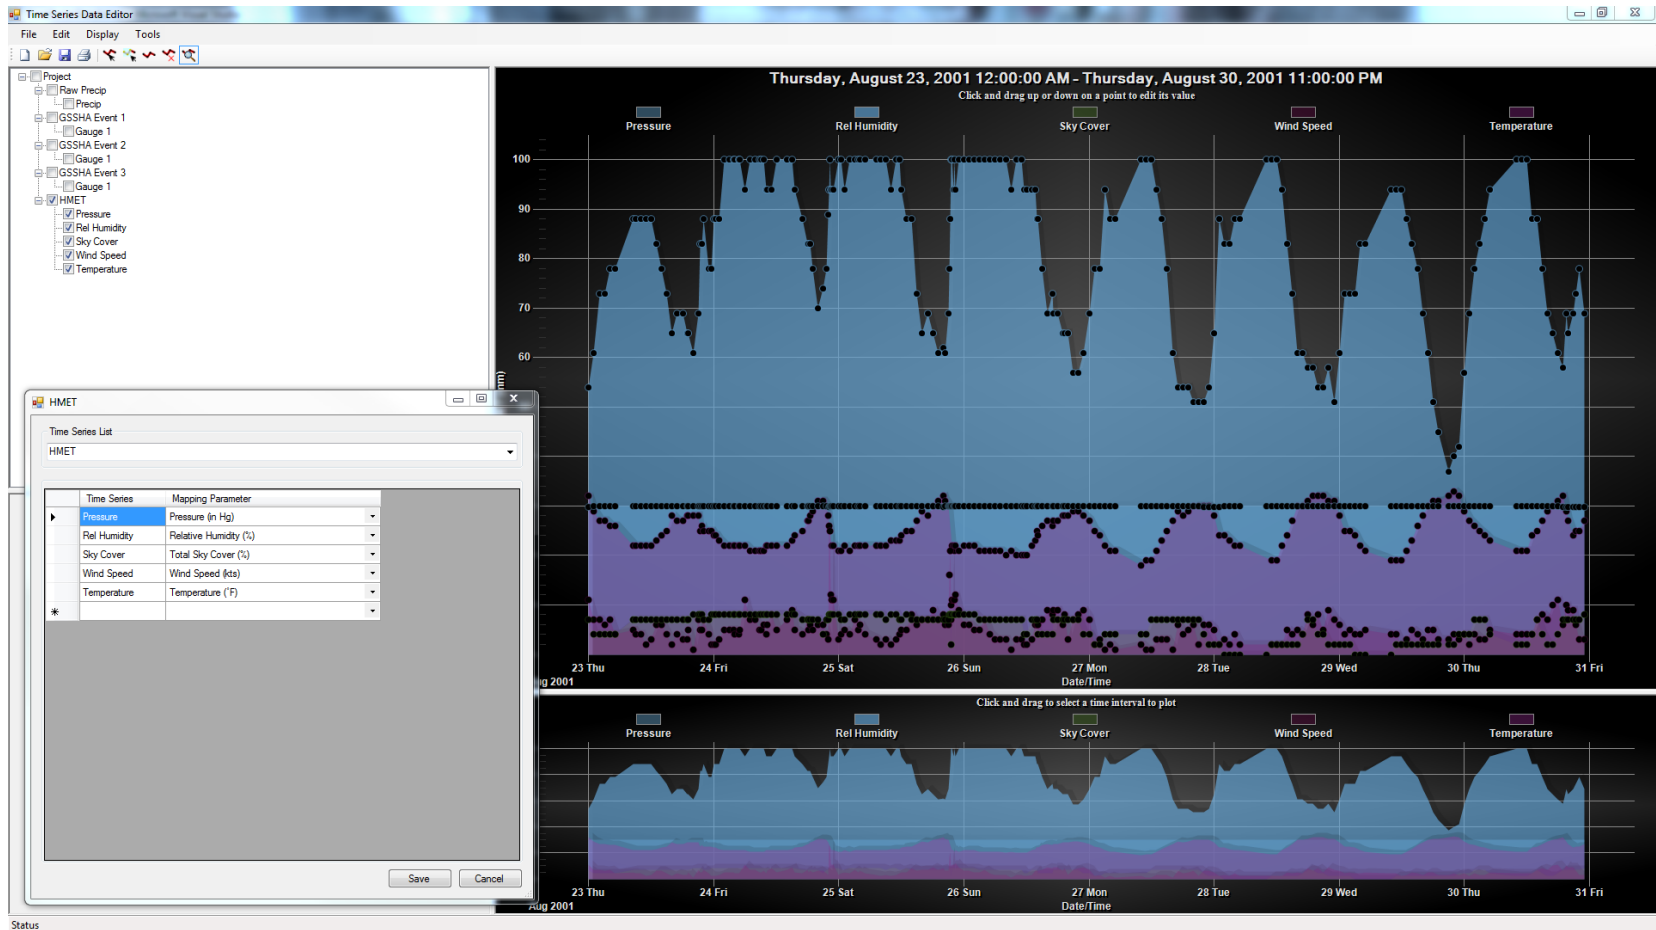 Time Series Data Editor
File Edit Display Tools
Project
Raw Precip
Precip
GSSHA Event 1
Gauge 1
GSSHA Event 2
Gauge 1
GSSHA Event 3
Gauge 1
HMET
Pressure
Rel Humidity
Sky Cover
Wind Speed
Temperature
Thursday, August 23, 2001 12:00:00 AM - Thursday, August 30, 2001 11:00:00 PM
Click and drag up or down on a point to edit its value
Pressure Rel Humidity Sky Cover Wind Speed Temperature
100
90
80
70
60
23 Thu 24 Fri 25 Sat 26 Sun 27 Mon 28 Tue 29 Wed 30 Thu 31 Fri
2001 Date/Time
HMET
Time Series List
HMET
Time Series Mapping Parameter
Pressure Pressure (in Hg)
Rel Humidity Relative Humidity (%)
Sky Cover Total Sky Cover (%)
Wind Speed Wind Speed (kts)
Temperature Temperature (°F)
Save Cancel
Click and drag to select a time interval to plot
Pressure Rel Humidity Sky Cover Wind Speed Temperature
23 Thu 24 Fri 25 Sat 26 Sun 27 Mon 28 Tue 29 Wed 30 Thu 31 Fri
Aug 2001 Date/Time
Status